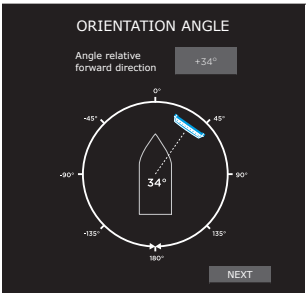 ORIENTATION ANGLE
Angle relative
forward direction
+34°
0°
-45°
45°
-90°
34°
90°
-135°
135°
180°
NEXT